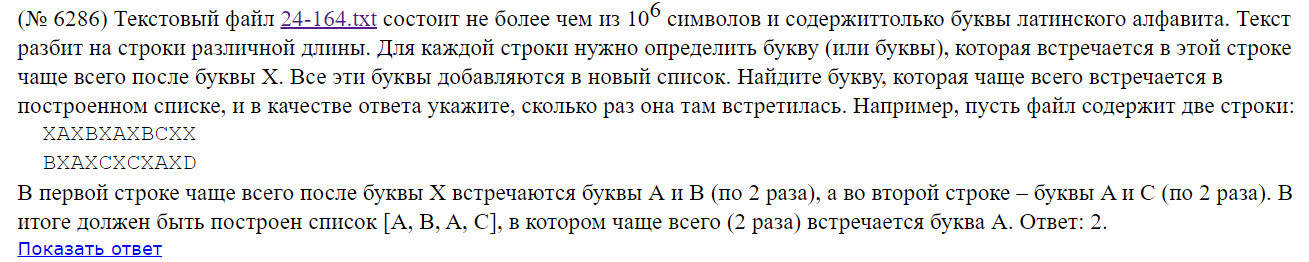 (№ 6286) Текстовый файл 24-164.txt состоит не более чем из 10⁶ символов и содержиттолько буквы латинского алфавита. Текст
разбит на строки различной длины. Для каждой строки нужно определить букву (или буквы), которая встречается в этой строке
чаще всего после буквы X. Все эти буквы добавляются в новый список. Найдите букву, которая чаще всего встречается в
построенном списке, и в качестве ответа укажите, сколько раз она там встретилась. Например, пусть файл содержит две строки:
XAXBXAXBCXX
BXAXCXCXAXD
В первой строке чаще всего после буквы X встречаются буквы A и B (по 2 раза), а во второй строке – буквы A и C (по 2 раза). В
итоге должен быть построен список [A, B, A, C], в котором чаще всего (2 раза) встречается буква A. Ответ: 2.
Показать ответ